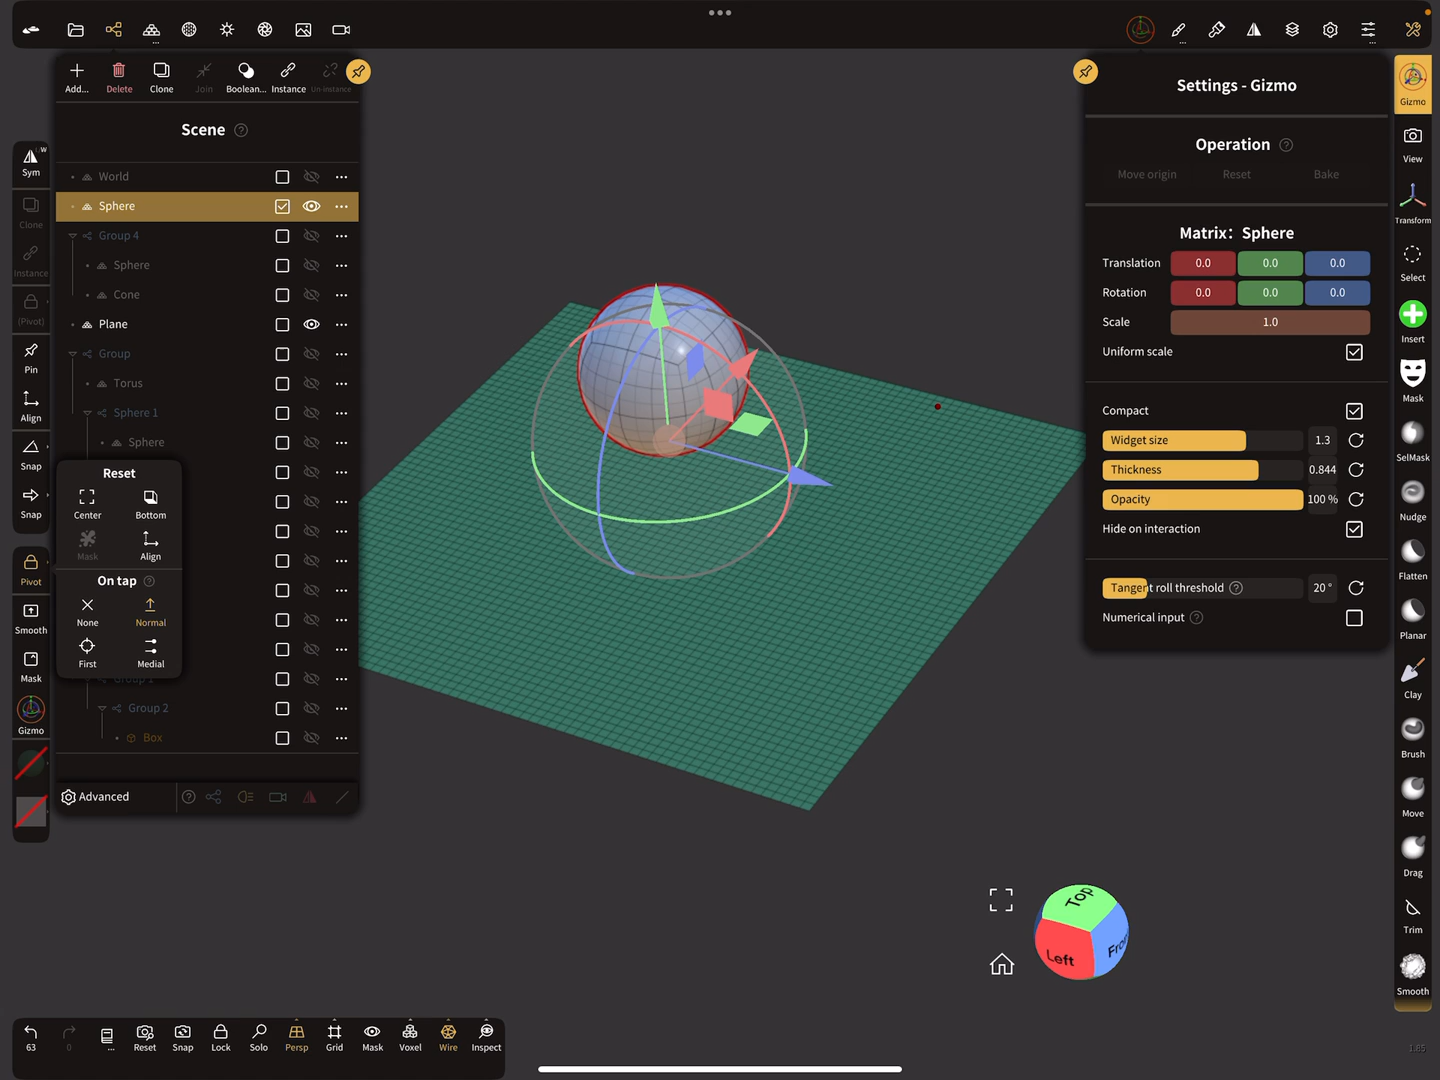 Add...
Delete
Clone
Join
Boolean...
Instance
Un-instance
Scene ?
World
Sphere
Group 4
Sphere
Cone
Plane
Group
Torus
Sphere 1
Sphere
Group 1
Group 2
Box
Advanced
?
Sym
L/W
Clone
Instance
(Pivot)
Pin
Align
Snap
Snap
Pivot
Smooth
Mask
Gizmo
Reset
Center
Bottom
Mask
Align
On tap ?
None
Normal
First
Medial
Settings - Gizmo
Operation ?
Move origin
Reset
Bake
Matrix: Sphere
Translation 0.0 0.0 0.0
Rotation 0.0 0.0 0.0
Scale 1.0
Uniform scale
Compact
Widget size 1.3
Thickness 0.844
Opacity 100 %
Hide on interaction
Tangent roll threshold ? 20 °
Numerical input ?
Gizmo
View
Transform
Select
Insert
Mask
SelMask
Nudge
Flatten
Planar
Clay
Brush
Move
Drag
Trim
Smooth
Top
Left
Fron
63
0
...
Reset
Snap
Lock
Solo
Persp
Grid
Mask
Voxel
Wire
Inspect
1.85